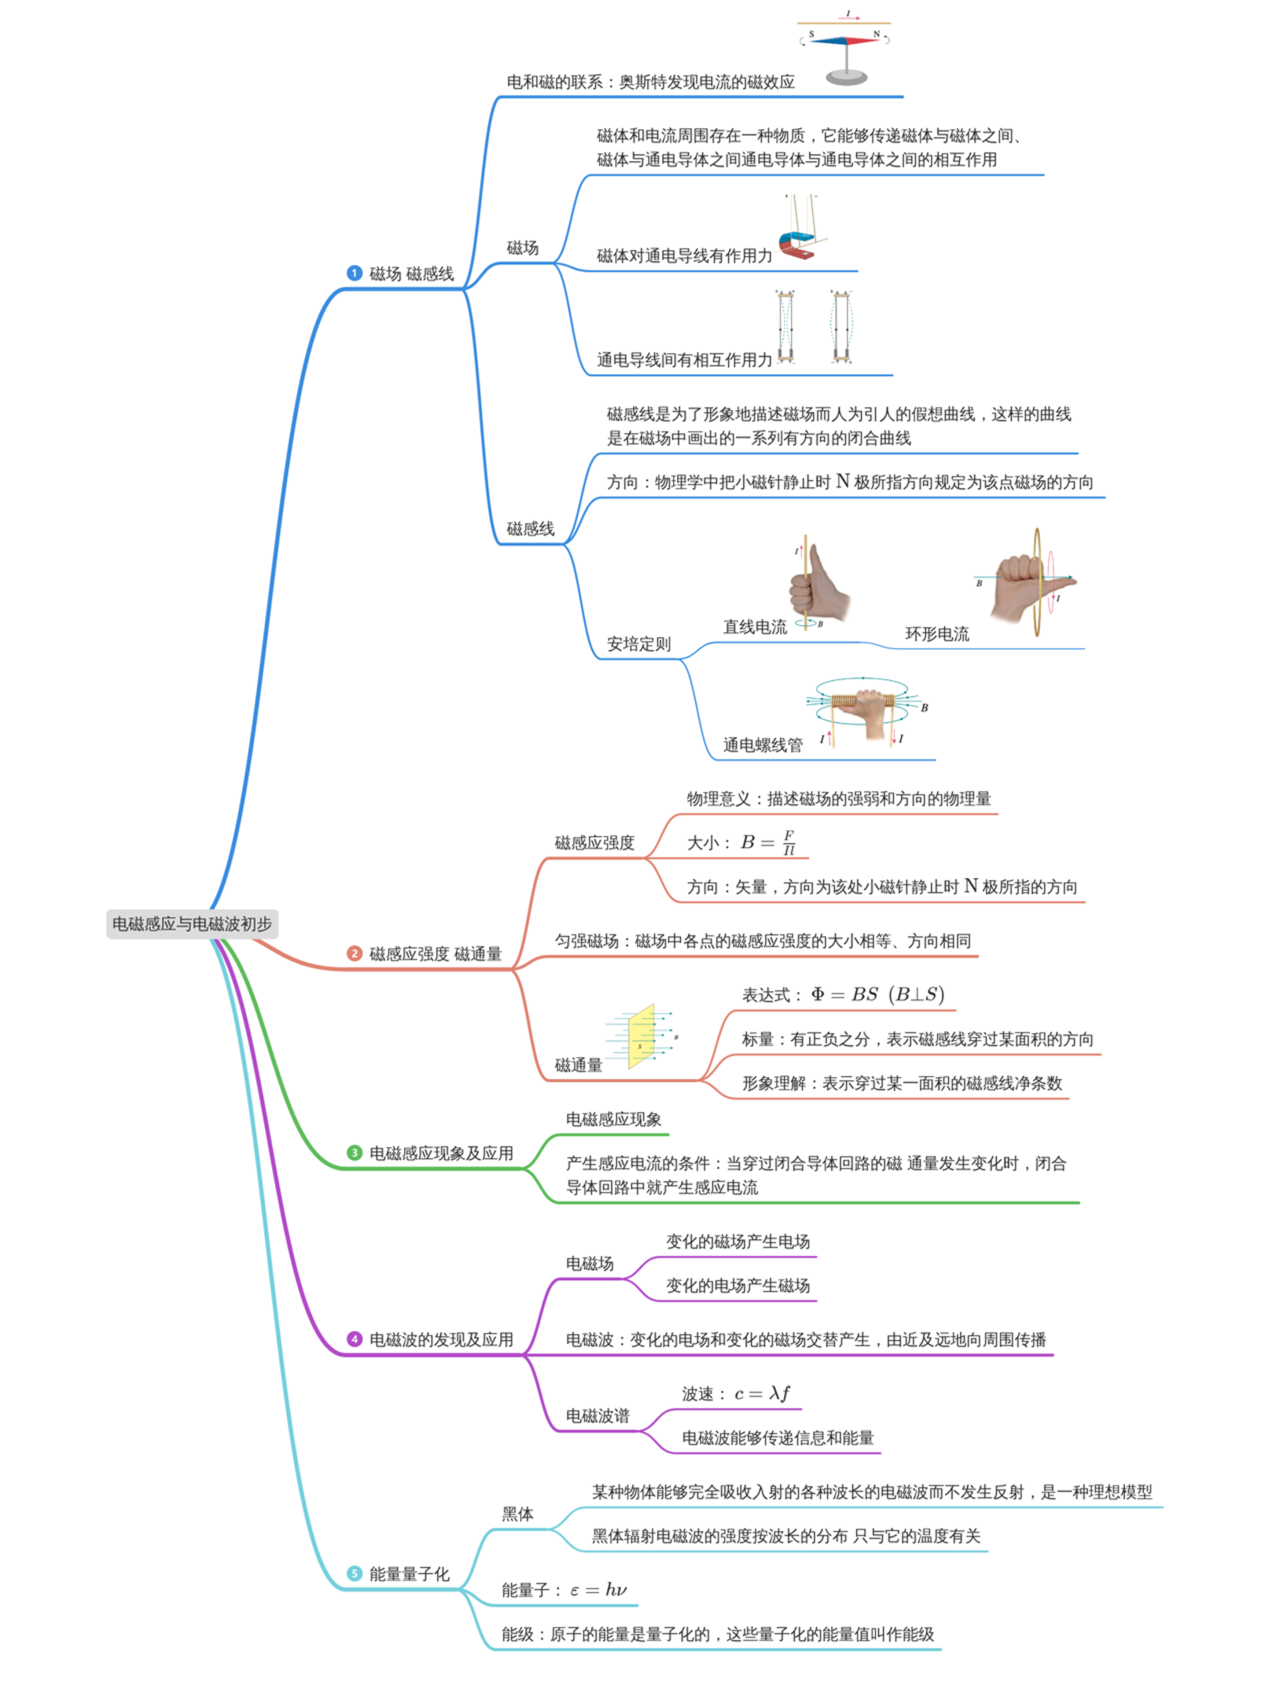 I
S N
电和磁的联系：奥斯特发现电流的磁效应
磁体和电流周围存在一种物质，它能够传递磁体与磁体之间、
磁体与通电导体之间通电导体与通电导体之间的相互作用
磁场
磁体对通电导线有作用力
1 磁场 磁感线
通电导线间有相互作用力
磁感线是为了形象地描述磁场而人为引人的假想曲线，这样的曲线
是在磁场中画出的一系列有方向的闭合曲线
方向：物理学中把小磁针静止时 N 极所指方向规定为该点磁场的方向
磁感线
I
B
直线电流
B
I
环形电流
安培定则
B
I I
通电螺线管
物理意义：描述磁场的强弱和方向的物理量
磁感应强度
大小： B = F/Il
方向：矢量，方向为该处小磁针静止时 N 极所指的方向
电磁感应与电磁波初步
匀强磁场：磁场中各点的磁感应强度的大小相等、方向相同
2 磁感应强度 磁通量
表达式： Φ = BS (B⊥S)
B
S
标量：有正负之分，表示磁感线穿过某面积的方向
磁通量
形象理解：表示穿过某一面积的磁感线净条数
电磁感应现象
3 电磁感应现象及应用
产生感应电流的条件：当穿过闭合导体回路的磁 通量发生变化时，闭合
导体回路中就产生感应电流
变化的磁场产生电场
电磁场
变化的电场产生磁场
4 电磁波的发现及应用
电磁波：变化的电场和变化的磁场交替产生，由近及远地向周围传播
波速： c = λf
电磁波谱
电磁波能够传递信息和能量
某种物体能够完全吸收入射的各种波长的电磁波而不发生反射，是一种理想模型
黑体
黑体辐射电磁波的强度按波长的分布 只与它的温度有关
5 能量量子化
能量子： ε = hν
能级：原子的能量是量子化的，这些量子化的能量值叫作能级